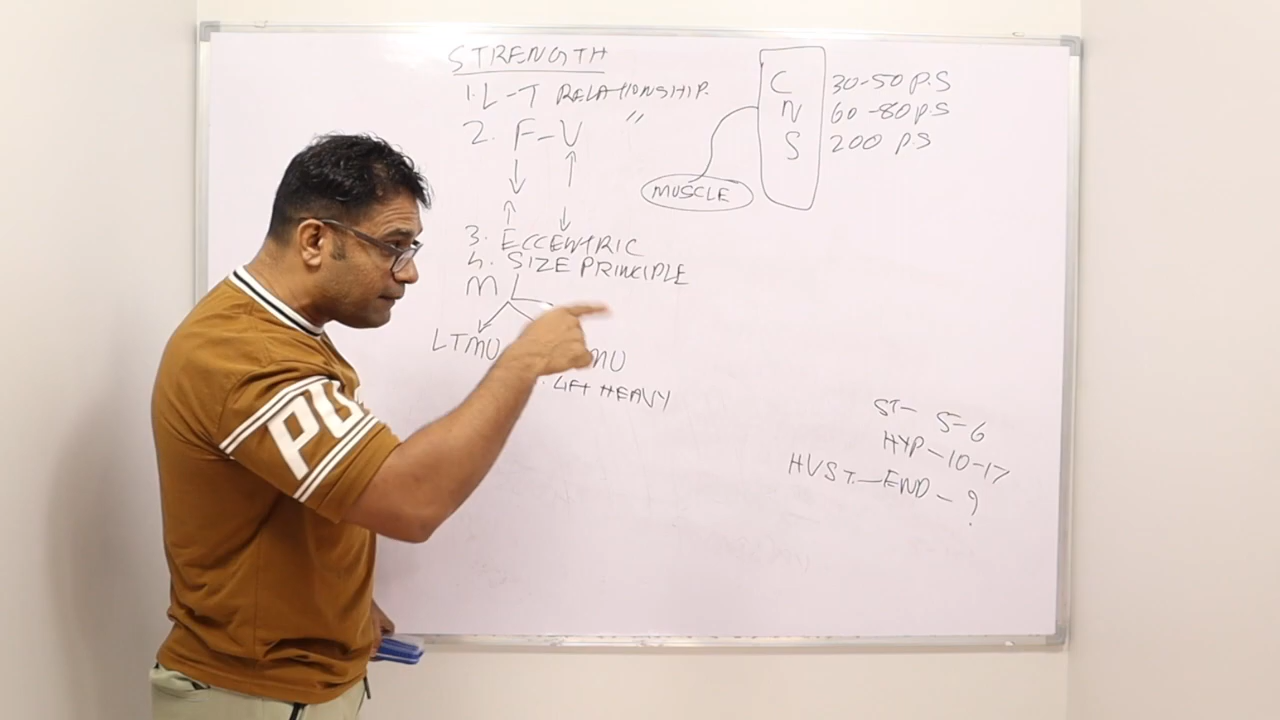 STRENGTH
1. L-T RELATIONSHIP.
2. F-V "
3. ECCENTRIC
4. SIZE PRINCIPLE
M
LTMU MU
LIFT HEAVY
C 30-50 P.S
N 60-80 P.S
S 200 P.S
MUSCLE
ST- 5-6
HYP-10-17
HVST-END-?
PU